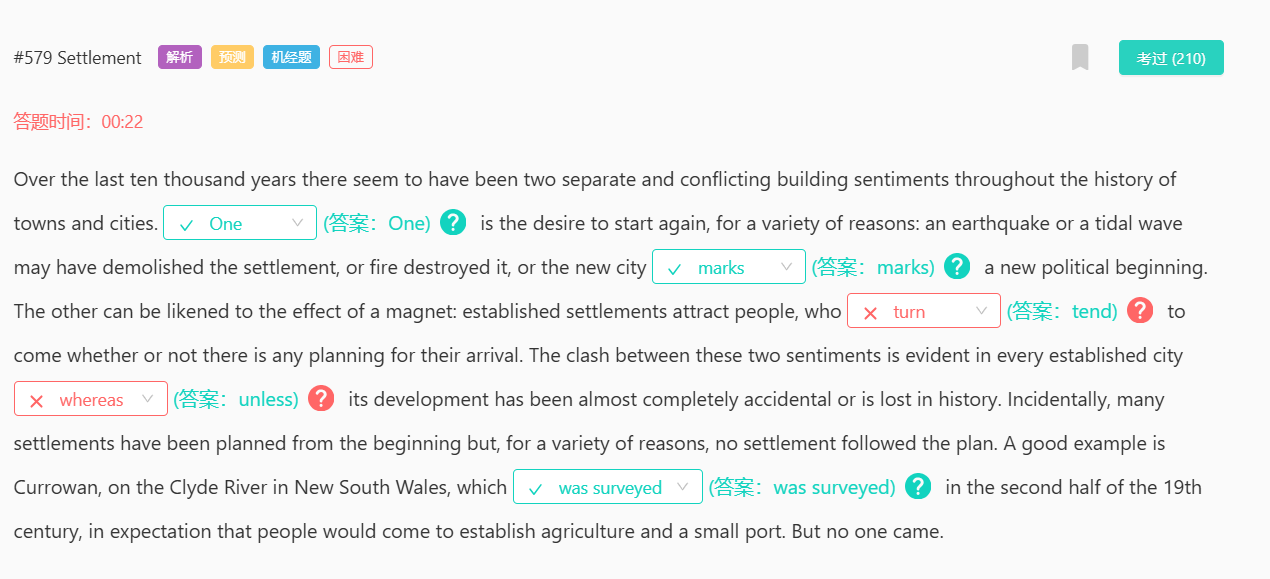 #579 Settlement 解析 预测 机经题 困难 考过 (210)
答题时间：00:22
Over the last ten thousand years there seem to have been two separate and conflicting building sentiments throughout the history of
towns and cities. One (答案：One) ? is the desire to start again, for a variety of reasons: an earthquake or a tidal wave
may have demolished the settlement, or fire destroyed it, or the new city marks (答案：marks) ? a new political beginning.
The other can be likened to the effect of a magnet: established settlements attract people, who turn (答案：tend) ? to
come whether or not there is any planning for their arrival. The clash between these two sentiments is evident in every established city
whereas (答案：unless) ? its development has been almost completely accidental or is lost in history. Incidentally, many
settlements have been planned from the beginning but, for a variety of reasons, no settlement followed the plan. A good example is
Currowan, on the Clyde River in New South Wales, which was surveyed (答案：was surveyed) ? in the second half of the 19th
century, in expectation that people would come to establish agriculture and a small port. But no one came.